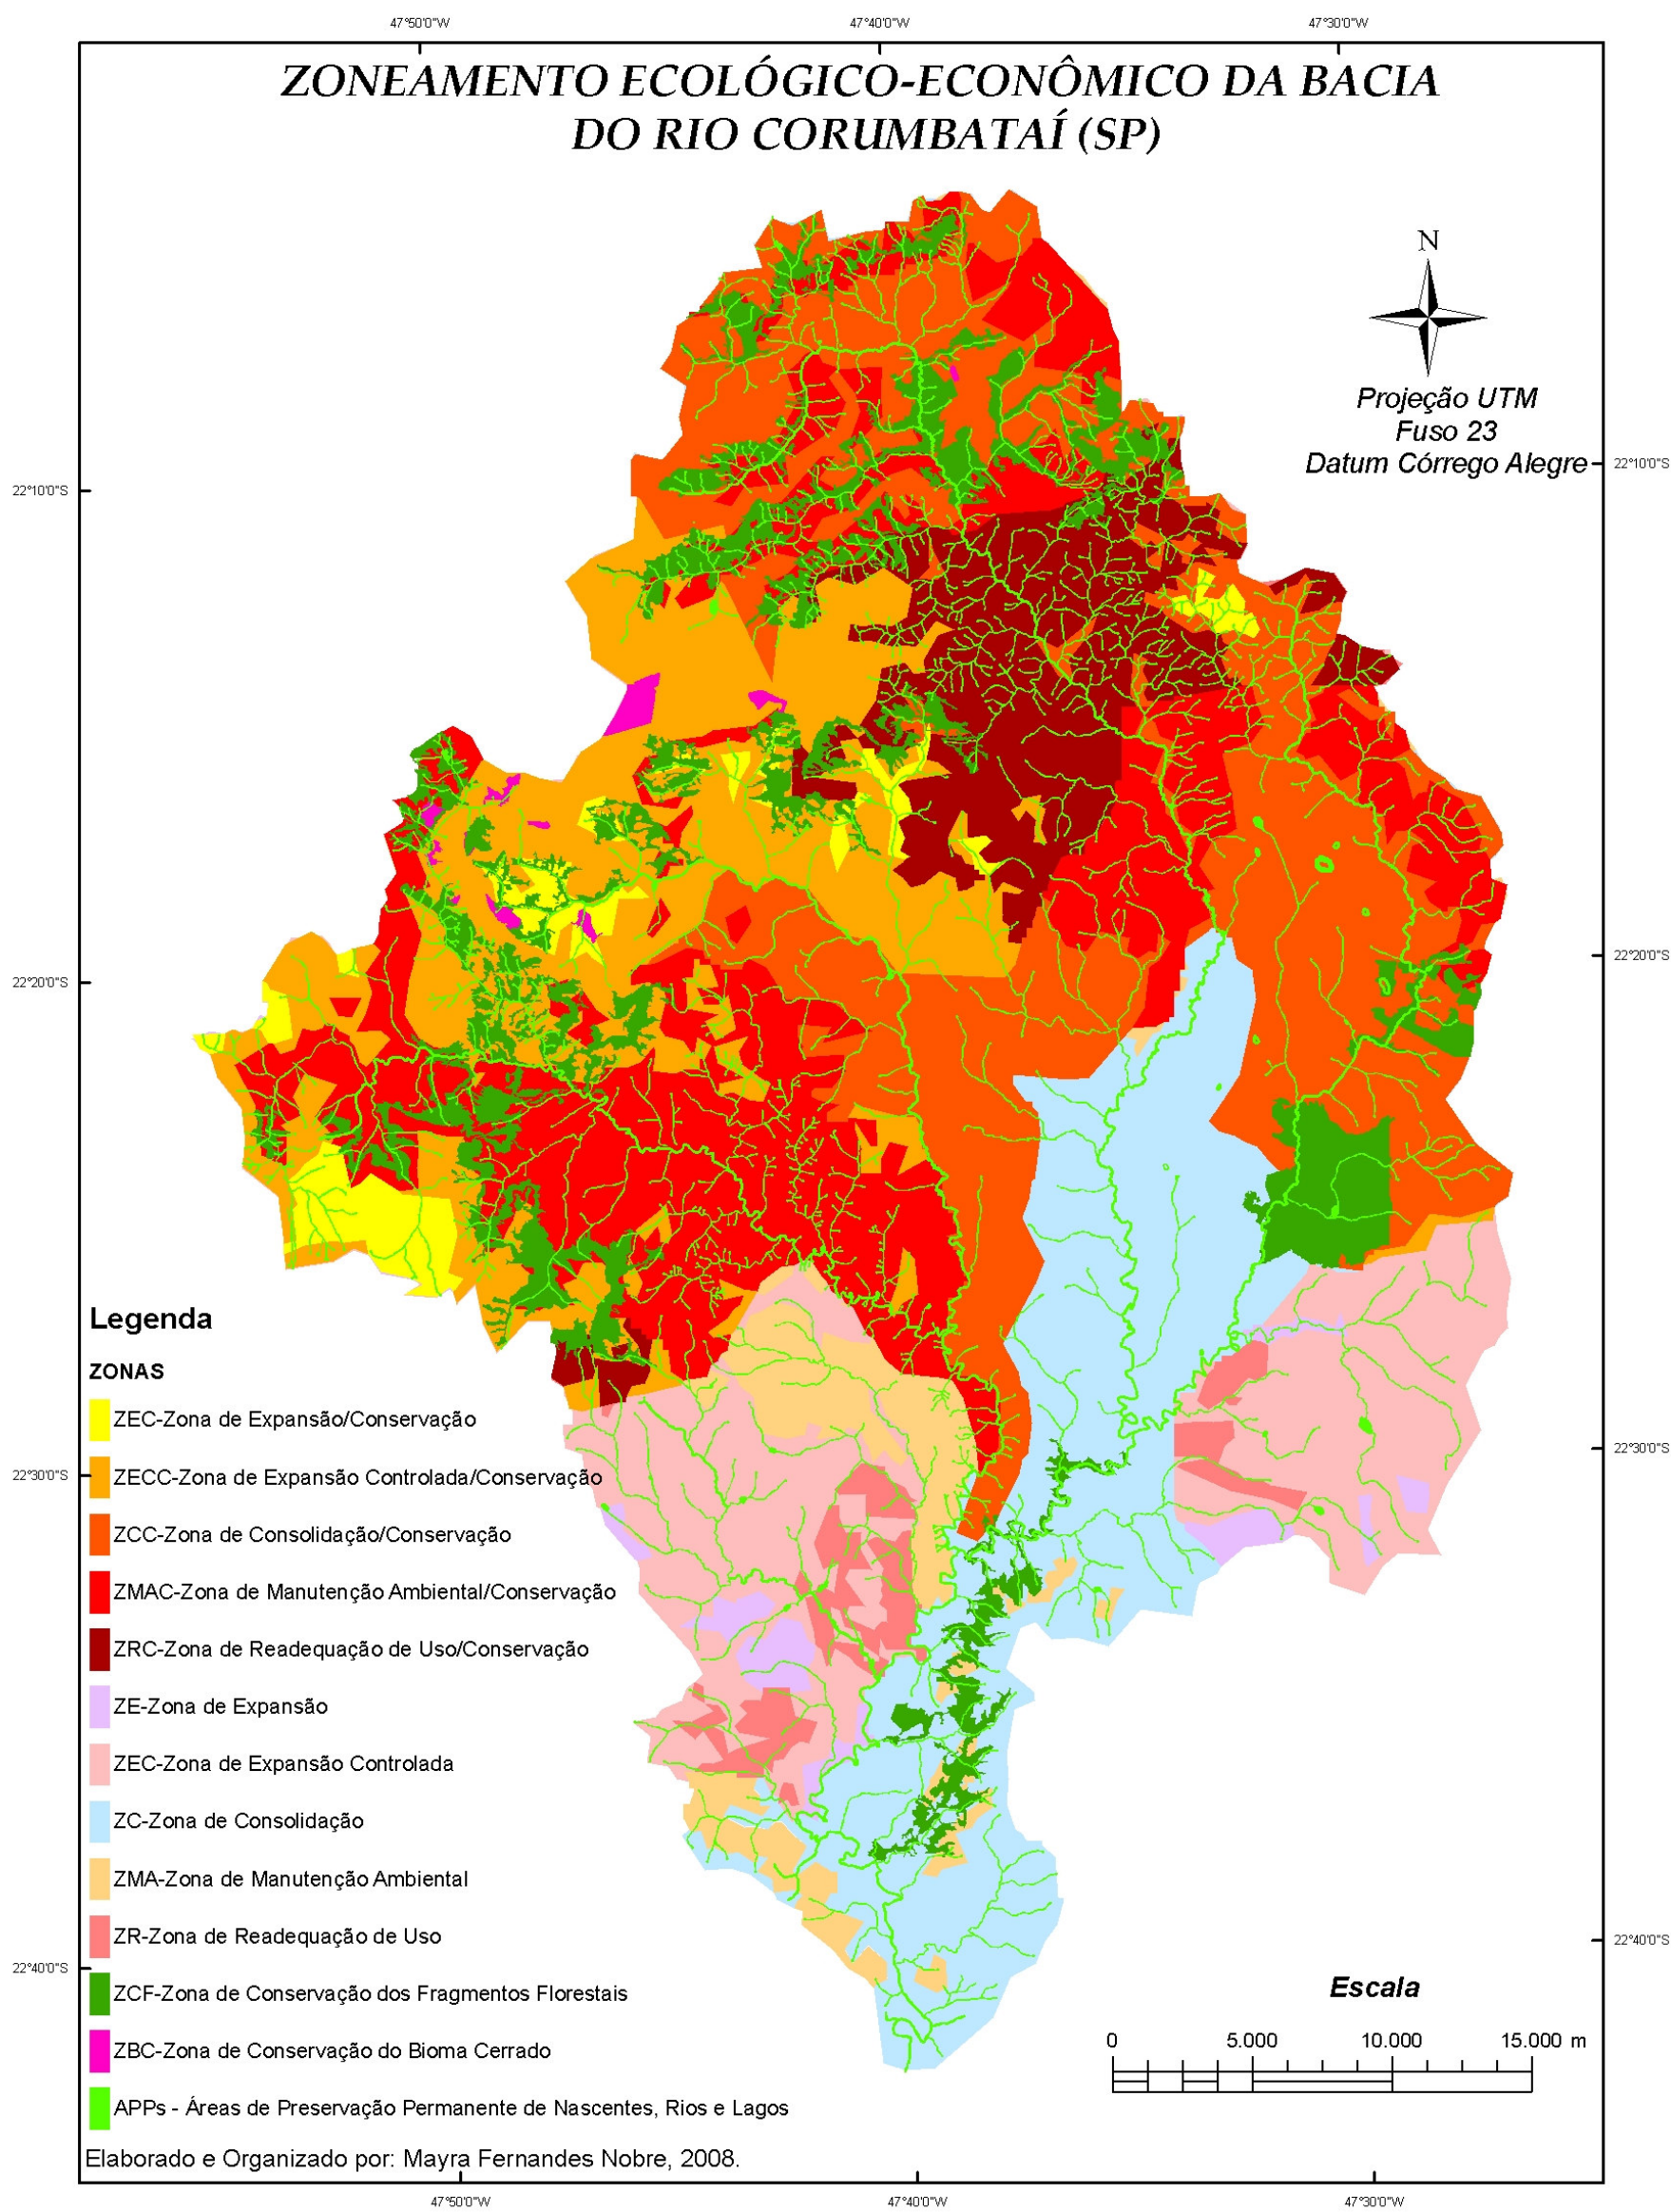 47°50'0"W
47°40'0"W
47°30'0"W
ZONEAMENTO ECOLÓGICO-ECONÔMICO DA BACIA
DO RIO CORUMBATAÍ (SP)
N
Projeção UTM
Fuso 23
Datum Córrego Alegre
22°10'0"S
22°10'0"S
22°20'0"S
22°20'0"S
Legenda
ZONAS
ZEC-Zona de Expansão/Conservação
ZECC-Zona de Expansão Controlada/Conservação
ZCC-Zona de Consolidação/Conservação
ZMAC-Zona de Manutenção Ambiental/Conservação
ZRC-Zona de Readequação de Uso/Conservação
ZE-Zona de Expansão
ZEC-Zona de Expansão Controlada
ZC-Zona de Consolidação
ZMA-Zona de Manutenção Ambiental
ZR-Zona de Readequação de Uso
ZCF-Zona de Conservação dos Fragmentos Florestais
ZBC-Zona de Conservação do Bioma Cerrado
APPs - Áreas de Preservação Permanente de Nascentes, Rios e Lagos
22°30'0"S
22°30'0"S
22°40'0"S
22°40'0"S
Escala
0 5.000 10.000 15.000 m
Elaborado e Organizado por: Mayra Fernandes Nobre, 2008.
47°50'0"W
47°40'0"W
47°30'0"W